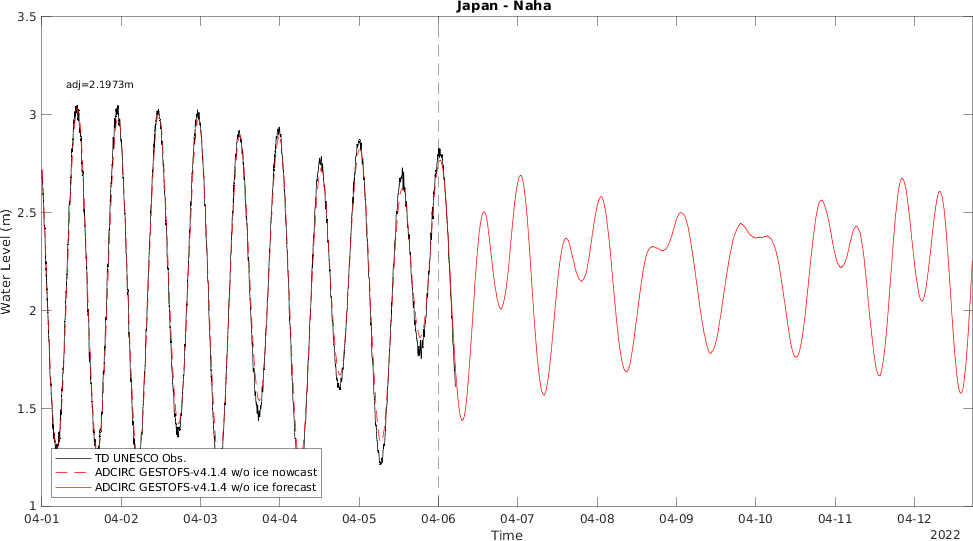 Japan - Naha
3.5
adj=2.1973m
3
2.5
Water Level (m)
2
1.5
TD UNESCO Obs.
ADCIRC GESTOFS-v4.1.4 w/o ice nowcast
ADCIRC GESTOFS-v4.1.4 w/o ice forecast
1
04-01 04-02 04-03 04-04 04-05 04-06 04-07 04-08 04-09 04-10 04-11 04-12
Time
2022